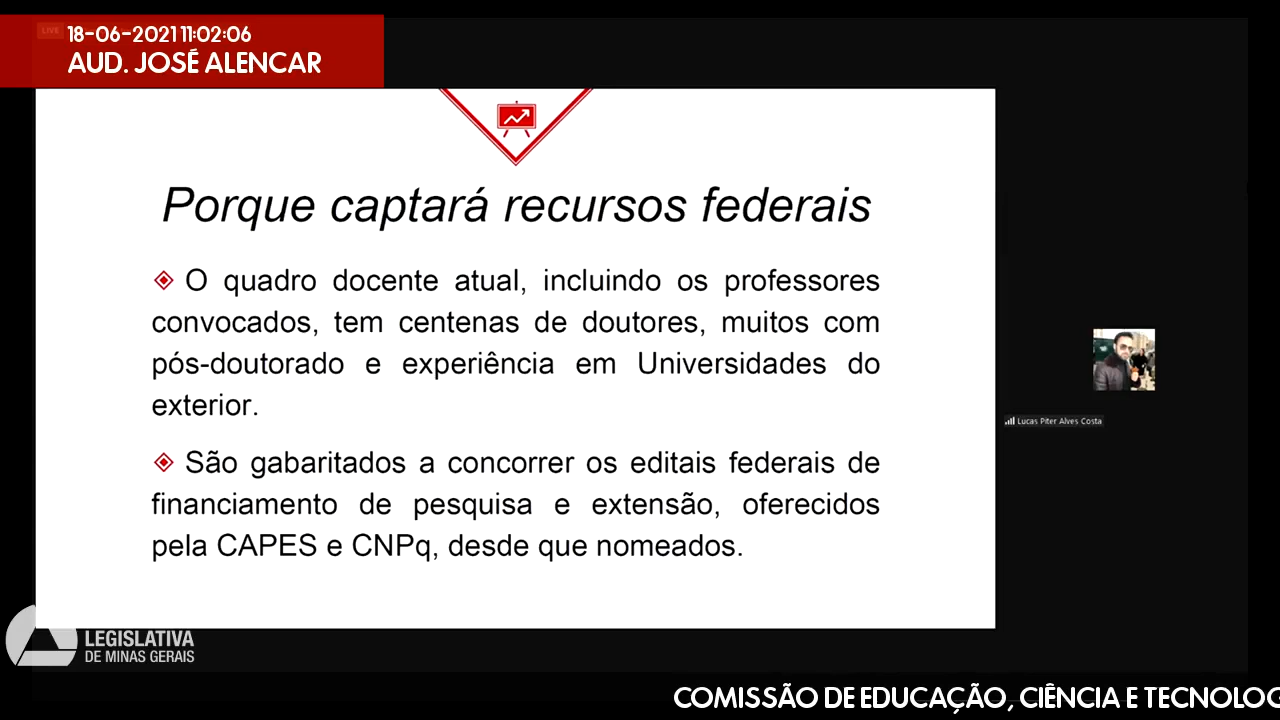 LIVE
18-06-2021 11:02:06
AUD. JOSÉ ALENCAR
Porque captará recursos federais
O quadro docente atual, incluindo os professores
convocados, tem centenas de doutores, muitos com
pós-doutorado e experiência em Universidades do
exterior.
São gabaritados a concorrer os editais federais de
financiamento de pesquisa e extensão, oferecidos
pela CAPES e CNPq, desde que nomeados.
Lucas Piter Alves Costa
LEGISLATIVA
DE MINAS GERAIS
COMISSÃO DE EDUCAÇÃO, CIÊNCIA E TECNOLOG